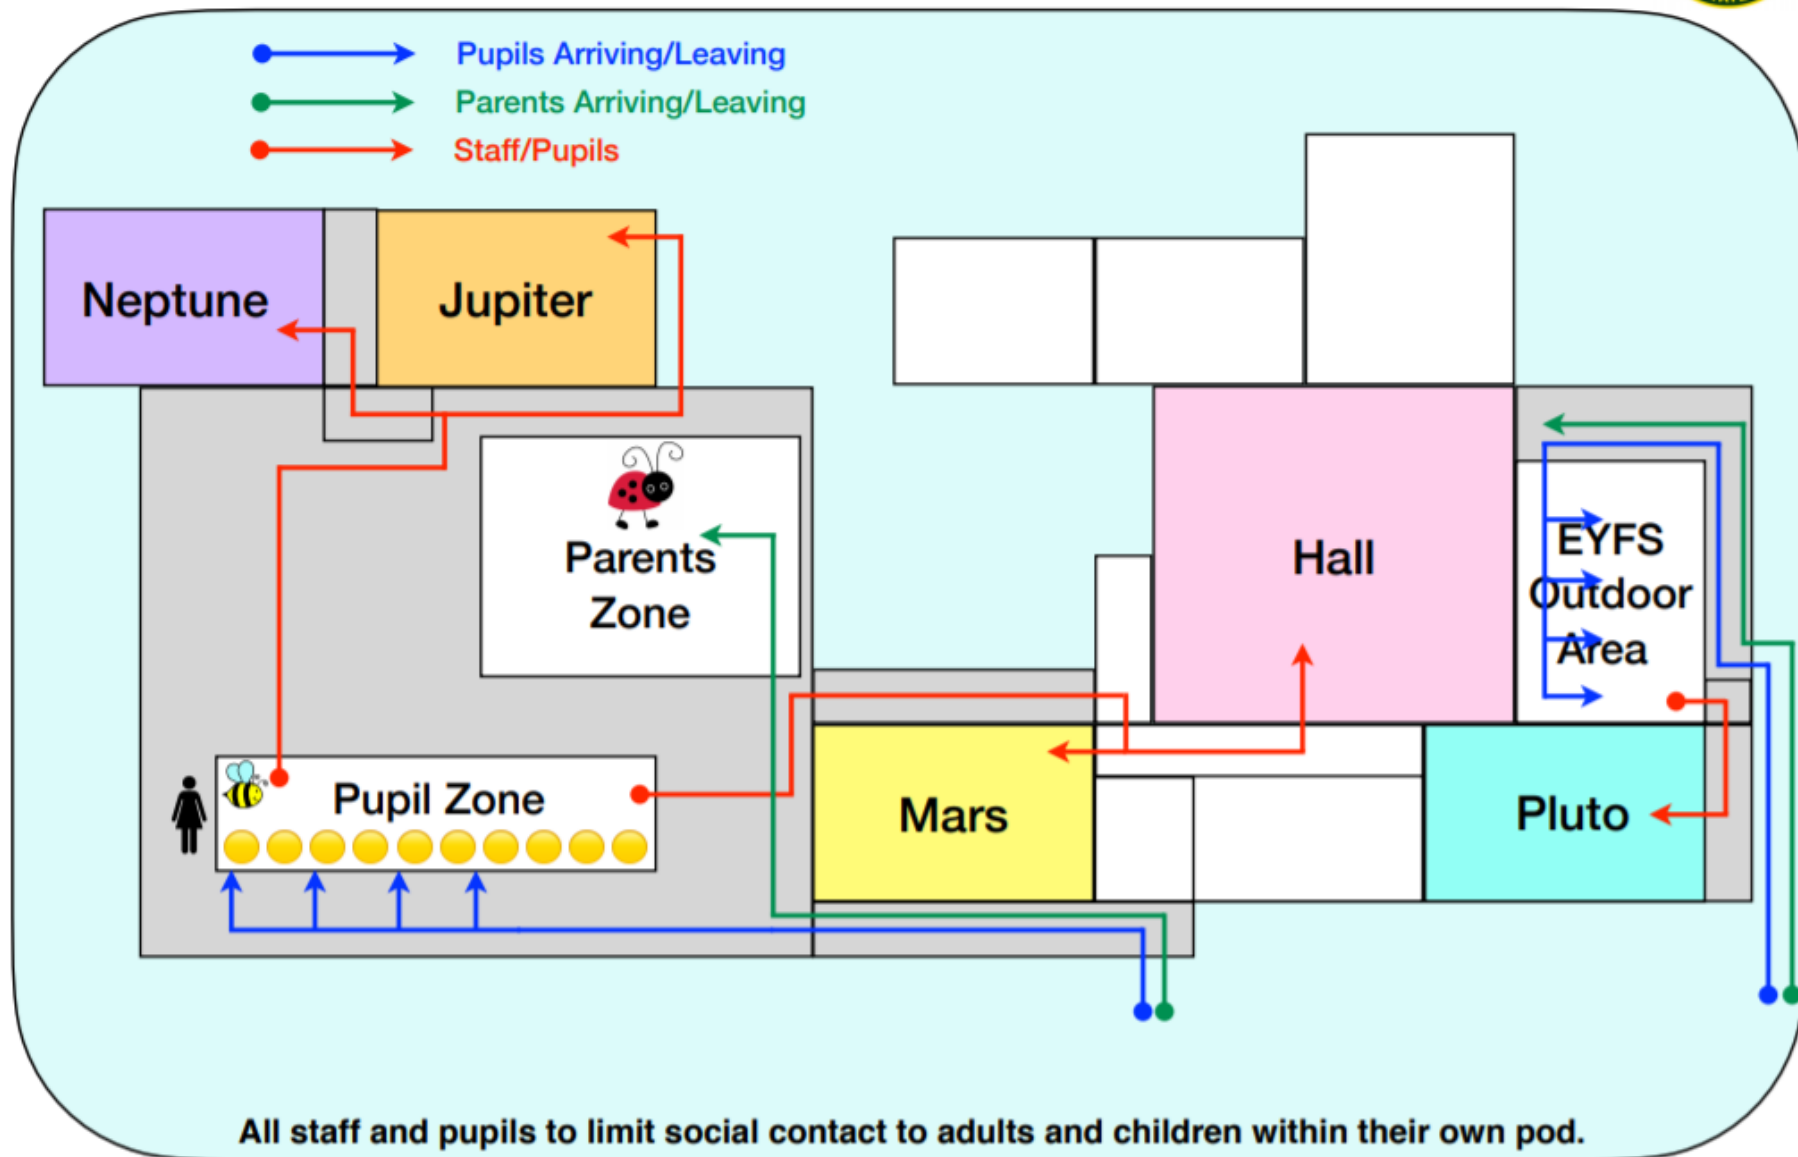 Pupils Arriving/Leaving
Parents Arriving/Leaving
Staff/Pupils
Neptune
Jupiter
Parents
Zone
Hall
EYFS
Outdoor
Area
Pupil Zone
Mars
Pluto
All staff and pupils to limit social contact to adults and children within their own pod.